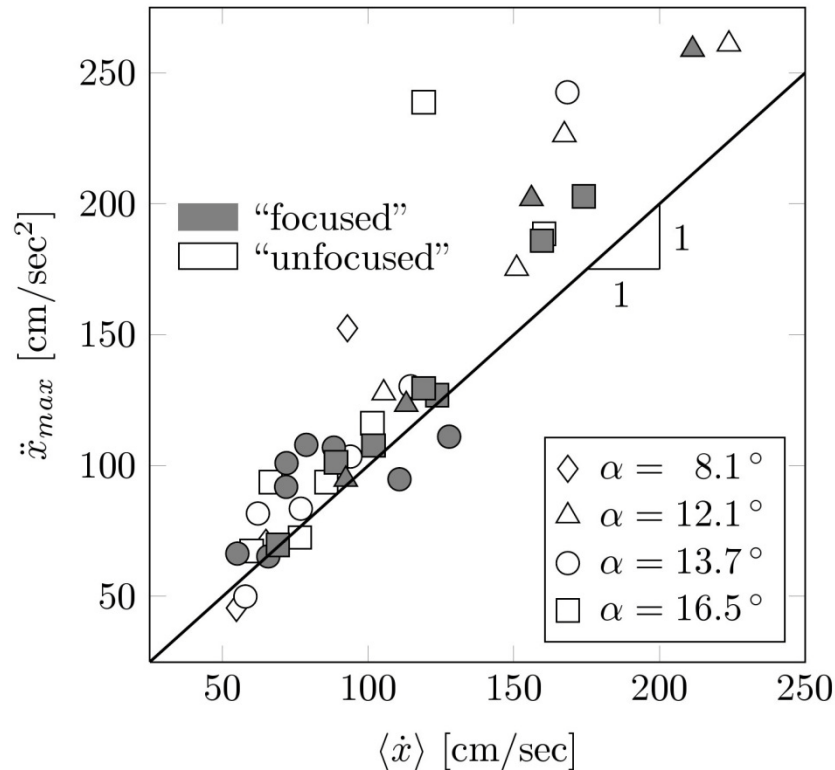 250
200
150
100
50
ẍ_max [cm/sec²]
"focused"
"unfocused"
1
1
α = 8.1°
α = 12.1°
α = 13.7°
α = 16.5°
50 100 150 200 250
⟨ẋ⟩ [cm/sec]